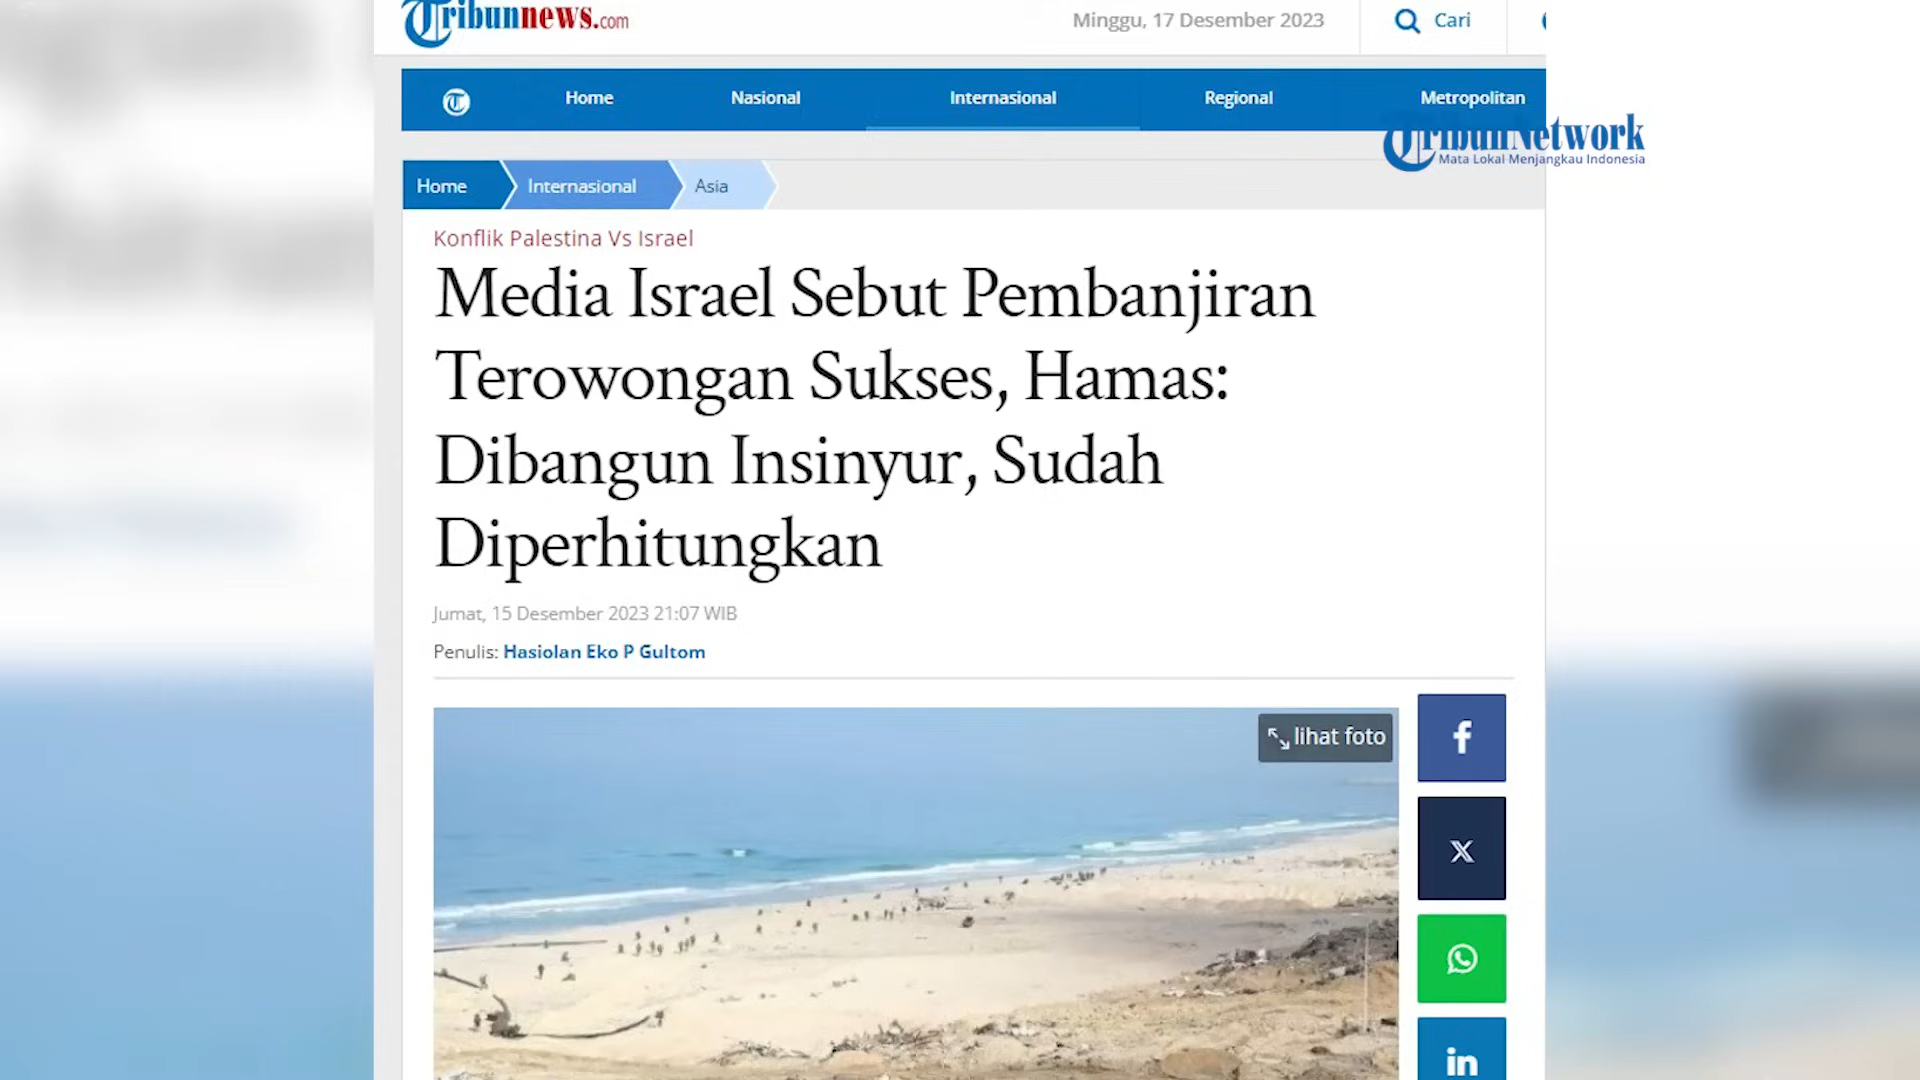 Tribunnews.com
Minggu, 17 Desember 2023
Cari
Home
Nasional
Internasional
Regional
Metropolitan
TribunNetwork
Mata Lokal Menjangkau Indonesia
Home
Internasional
Asia
Konflik Palestina Vs Israel
Media Israel Sebut Pembanjiran
Terowongan Sukses, Hamas:
Dibangun Insinyur, Sudah
Diperhitungkan
Jumat, 15 Desember 2023 21:07 WIB
Penulis: Hasiolan Eko P Gultom
lihat foto